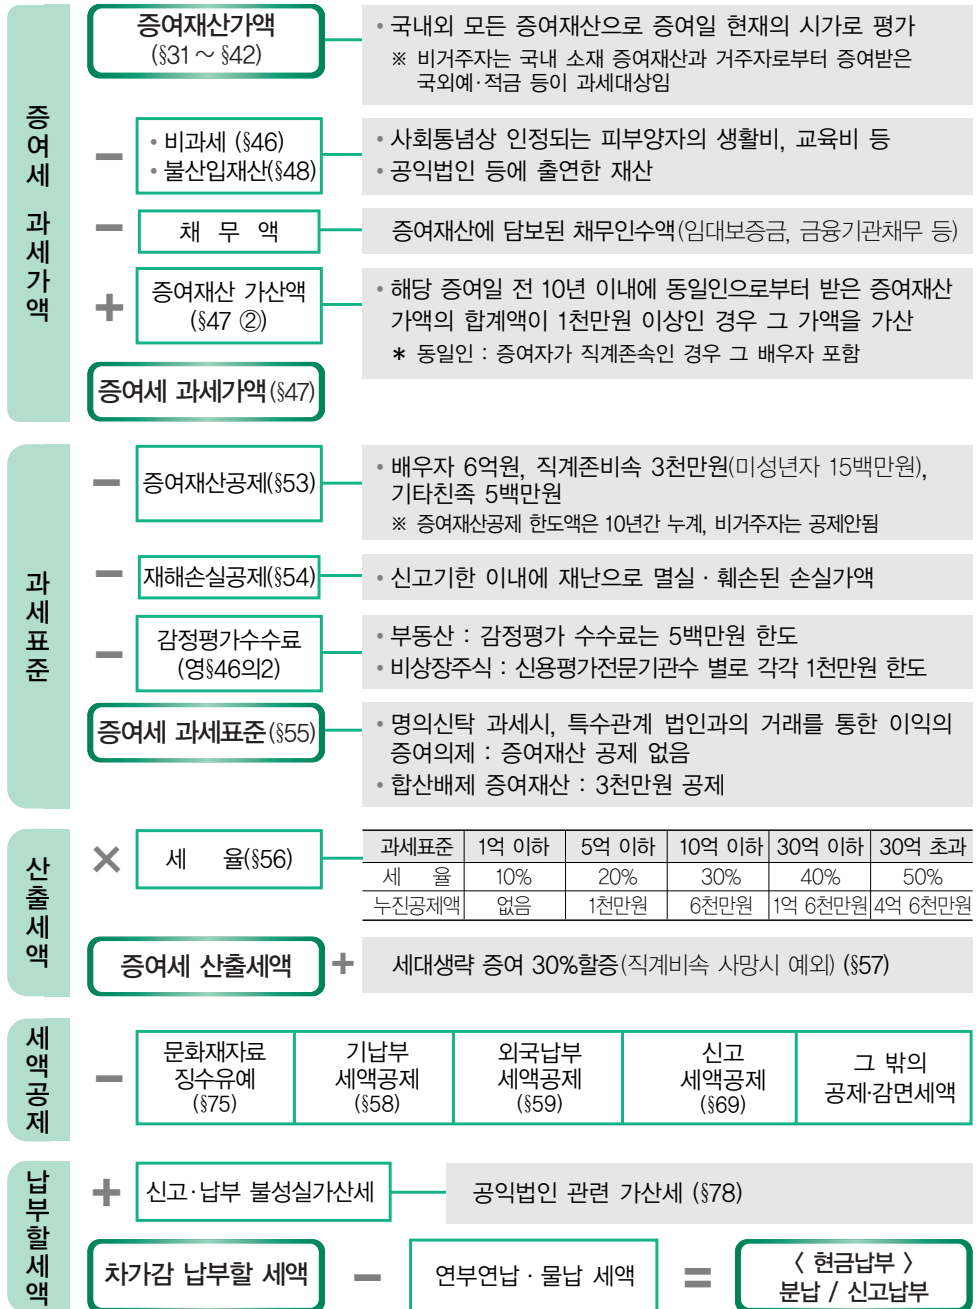 증여세 과세가액
증여재산가액
(§31 ~ §42)
• 국내외 모든 증여재산으로 증여일 현재의 시가로 평가
※ 비거주자는 국내 소재 증여재산과 거주자로부터 증여받은
국외예·적금 등이 과세대상임
−
• 비과세 (§46)
• 불산입재산(§48)
• 사회통념상 인정되는 피부양자의 생활비, 교육비 등
• 공익법인 등에 출연한 재산
−
채 무 액
증여재산에 담보된 채무인수액(임대보증금, 금융기관채무 등)
+
증여재산 가산액
(§47 ②)
• 해당 증여일 전 10년 이내에 동일인으로부터 받은 증여재산
가액의 합계액이 1천만원 이상인 경우 그 가액을 가산
* 동일인 : 증여자가 직계존속인 경우 그 배우자 포함
증여세 과세가액(§47)
과세표준
−
증여재산공제(§53)
• 배우자 6억원, 직계존비속 3천만원(미성년자 15백만원),
기타친족 5백만원
※ 증여재산공제 한도액은 10년간 누계, 비거주자는 공제안됨
−
재해손실공제(§54)
• 신고기한 이내에 재난으로 멸실 · 훼손된 손실가액
−
감정평가수수료
(영§46의2)
• 부동산 : 감정평가 수수료는 5백만원 한도
• 비상장주식 : 신용평가전문기관수 별로 각각 1천만원 한도
증여세 과세표준(§55)
• 명의신탁 과세시, 특수관계 법인과의 거래를 통한 이익의
증여의제 : 증여재산 공제 없음
• 합산배제 증여재산 : 3천만원 공제
산출세액
×
세 율(§56)
과세표준 1억 이하 5억 이하 10억 이하 30억 이하 30억 초과
세 율 10% 20% 30% 40% 50%
누진공제액 없음 1천만원 6천만원 1억 6천만원 4억 6천만원
증여세 산출세액
+
세대생략 증여 30%할증(직계비속 사망시 예외) (§57)
세액공제
−
문화재자료
징수유예
(§75)
기납부
세액공제
(§58)
외국납부
세액공제
(§59)
신고
세액공제
(§69)
그 밖의
공제·감면세액
납부할세액
+
신고·납부 불성실가산세
공익법인 관련 가산세 (§78)
차가감 납부할 세액
−
연부연납 · 물납 세액
=
〈 현금납부 〉
분납 / 신고납부